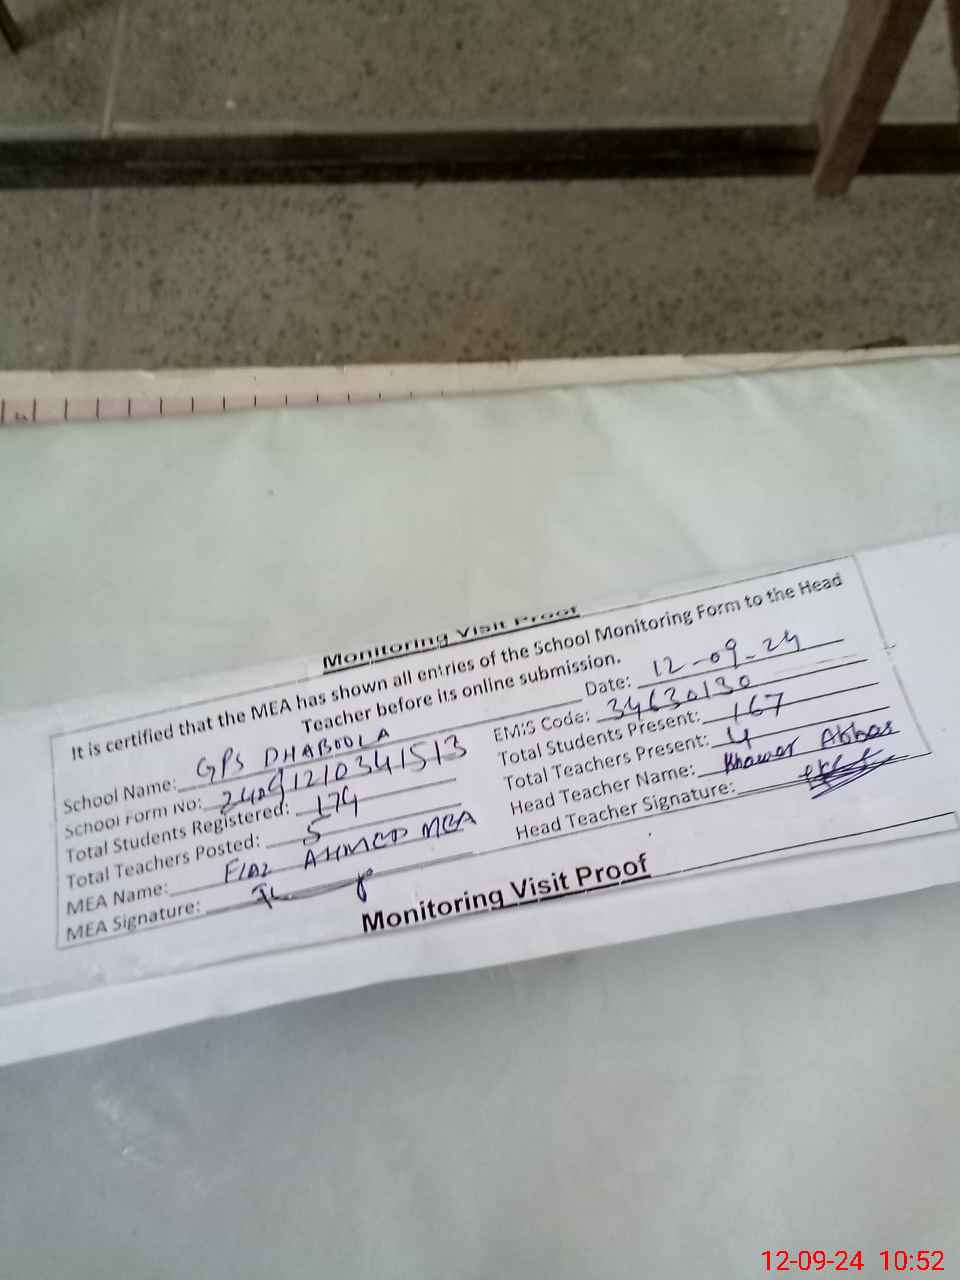 Monitoring Visit Proof
It is certified that the MEA has shown all entries of the School Monitoring Form to the Head
Teacher before its online submission.
School Name: GPS DHABOOLA Date: 12-09-24
School Form No: 24091210341513 EMIS Code: 34630130
Total Students Registered: 174 Total Students Present: 167
Total Teachers Posted: 5 Total Teachers Present: 4
MEA Name: FIAZ AHMED MEA Head Teacher Name: Khawar Abbas
MEA Signature: Head Teacher Signature:
Monitoring Visit Proof
12-09-24 10:52